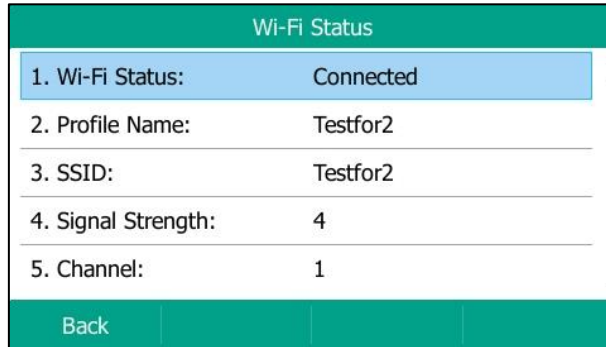 Wi-Fi Status
1. Wi-Fi Status: Connected
2. Profile Name: Testfor2
3. SSID: Testfor2
4. Signal Strength: 4
5. Channel: 1
Back